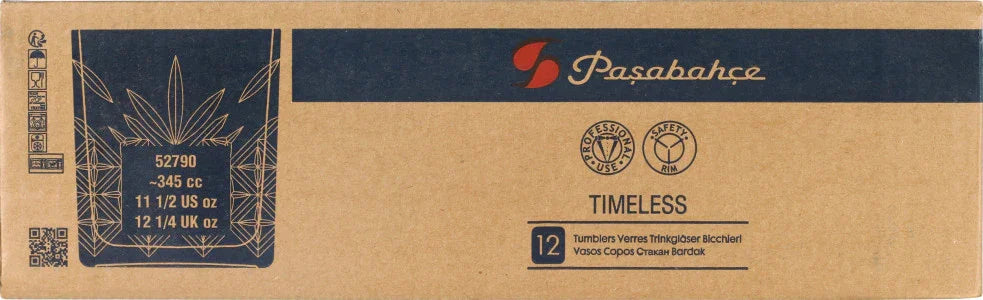 Paşabahçe
52790
~345 cc
11 1/2 US oz
12 1/4 UK oz
PROFESSIONAL
• USE •
• SAFETY •
RIM
TIMELESS
12
Tumblers Verres Trinkgläser Bicchieri
Vasos Copos Стакан Bardak